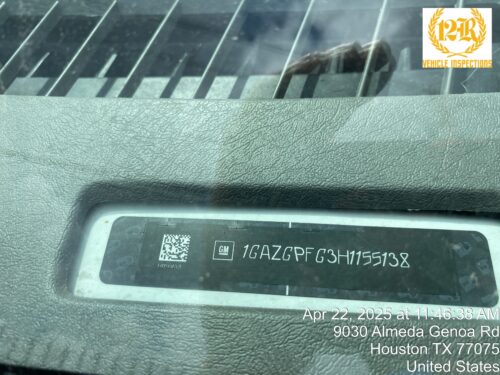 12R
VEHICLE INSPECTIONS
GM
1GAZGPFG3H1155138
Apr 22, 2025 at 11:46:38 AM
9030 Almeda Genoa Rd
Houston TX 77075
United States